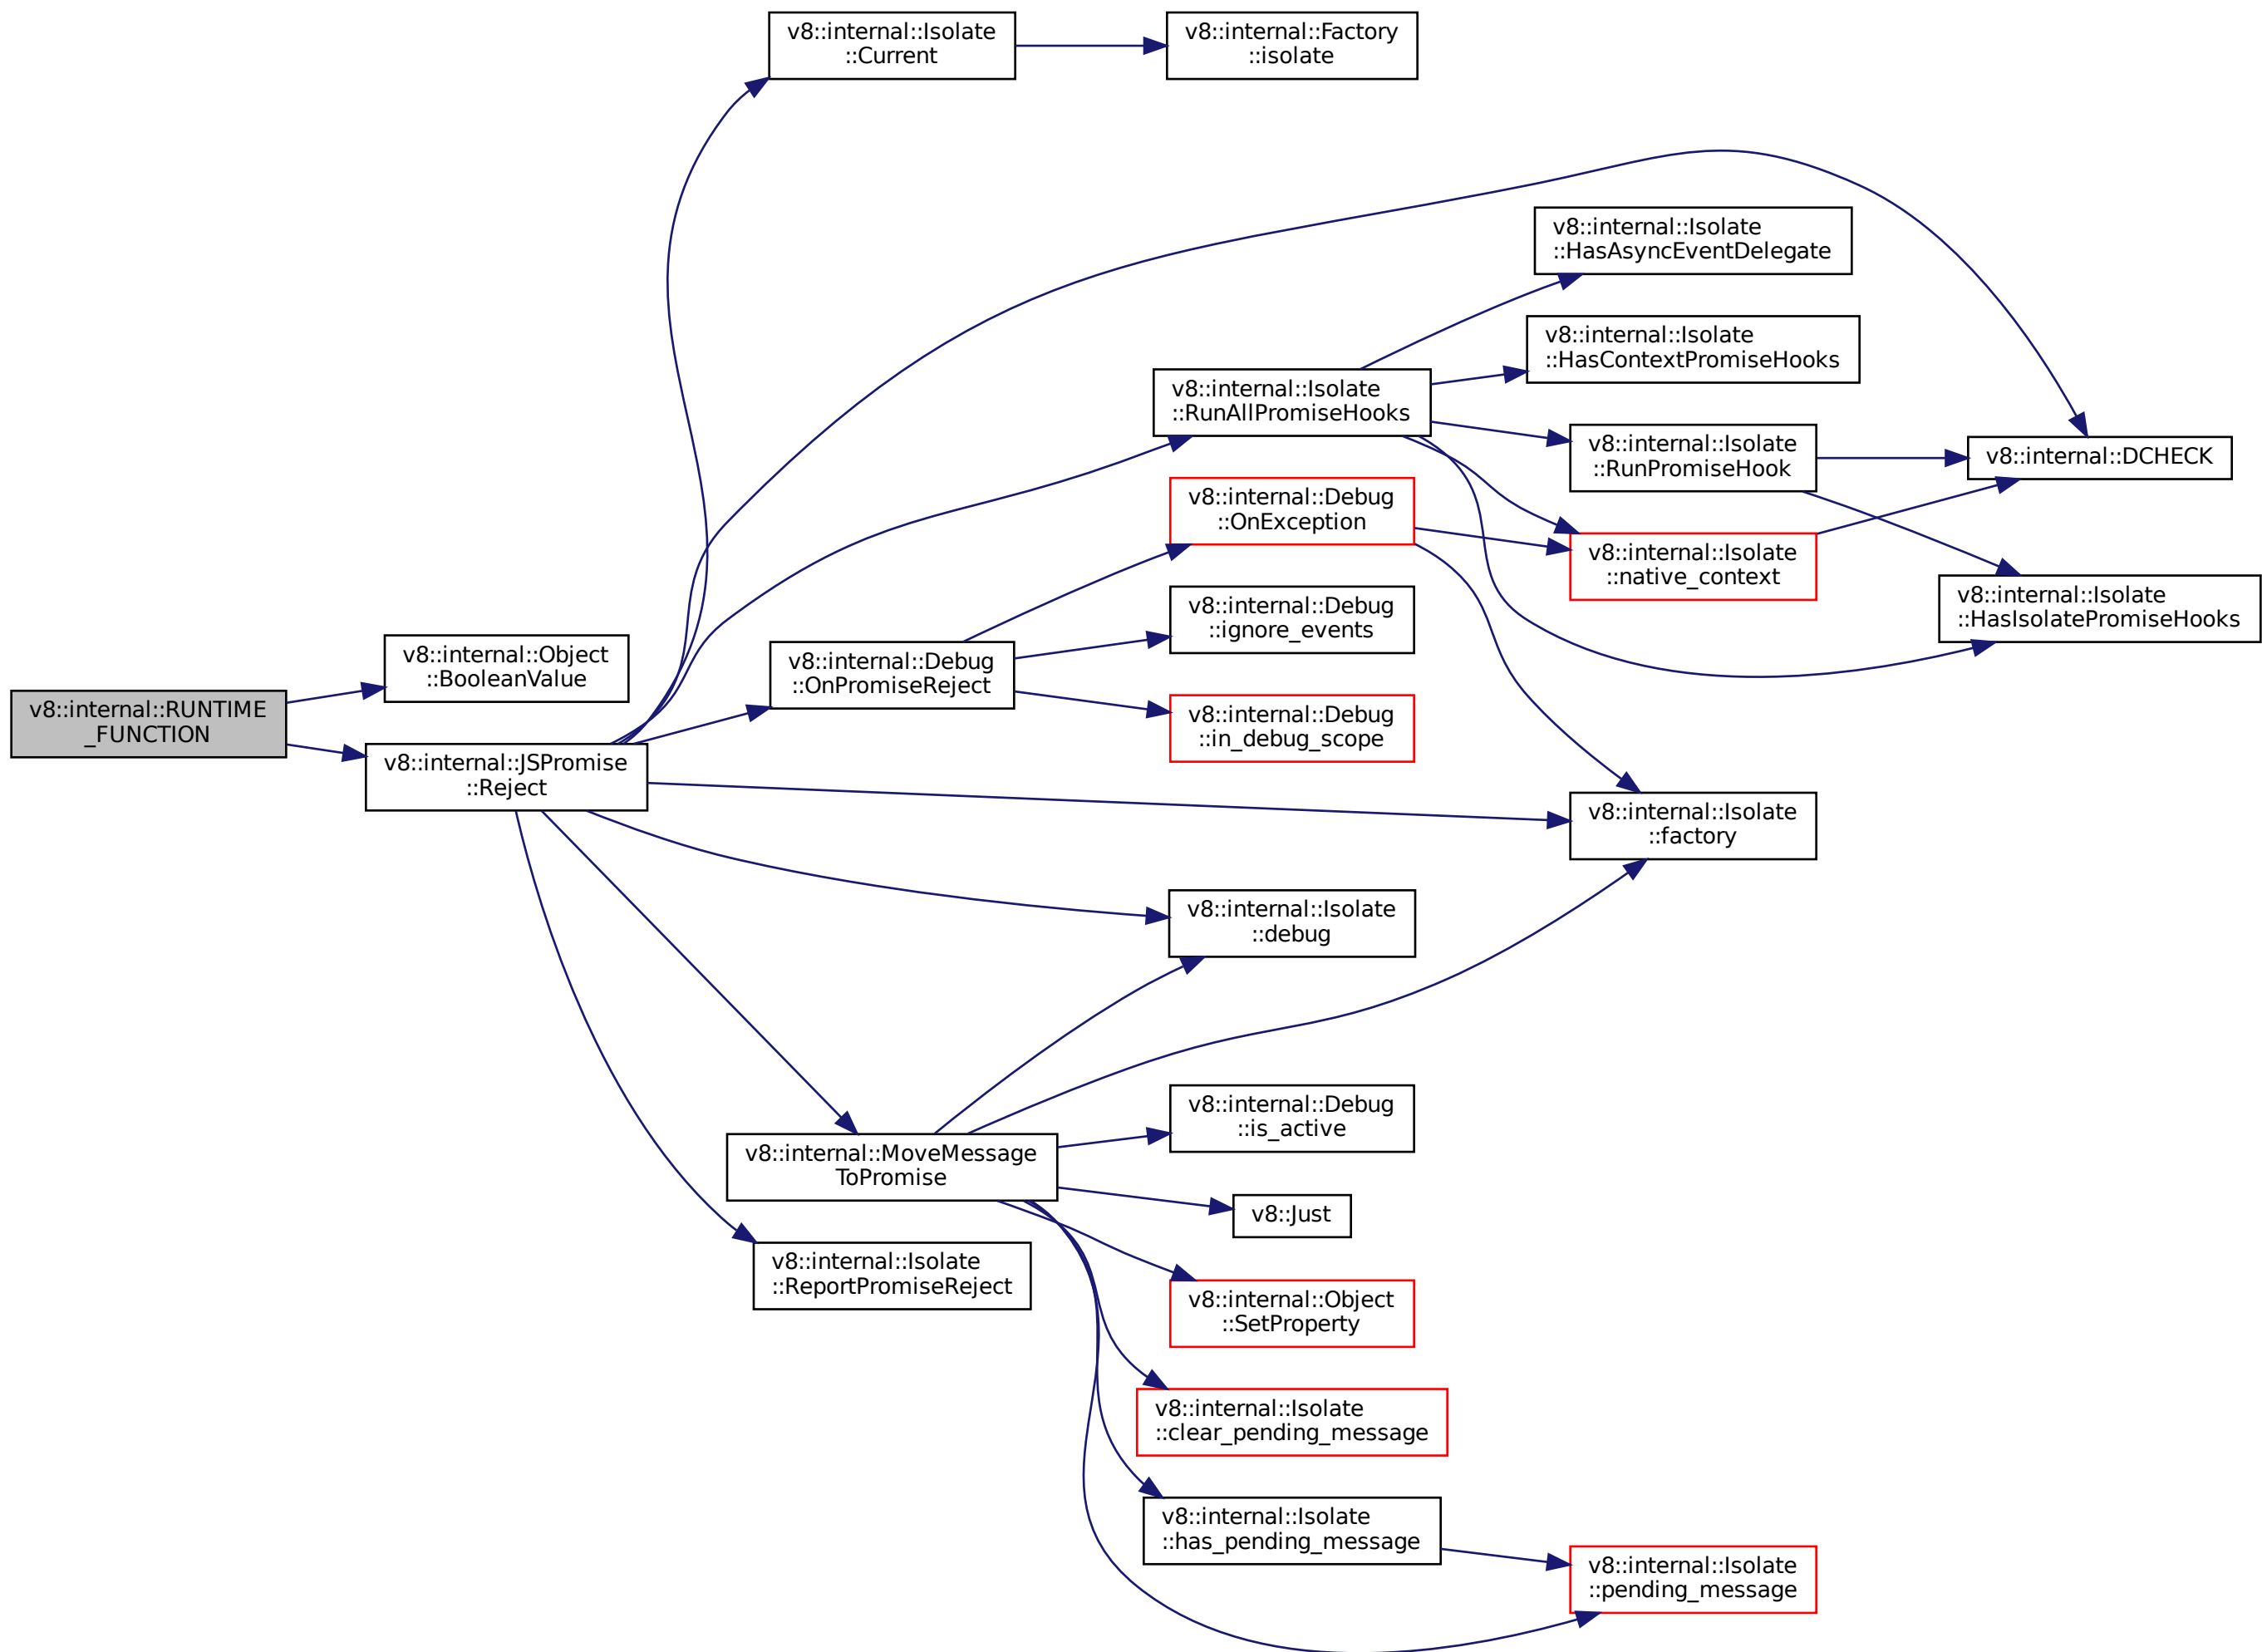 v8::internal::Isolate
::Current
v8::internal::Factory
::isolate
v8::internal::Isolate
::HasAsyncEventDelegate
v8::internal::Isolate
::HasContextPromiseHooks
v8::internal::Isolate
::RunAllPromiseHooks
v8::internal::Isolate
::RunPromiseHook
v8::internal::DCHECK
v8::internal::Debug
::OnException
v8::internal::Isolate
::native_context
v8::internal::Isolate
::HasIsolatePromiseHooks
v8::internal::Debug
::ignore_events
v8::internal::Object
::BooleanValue
v8::internal::Debug
::OnPromiseReject
v8::internal::RUNTIME
_FUNCTION
v8::internal::Debug
::in_debug_scope
v8::internal::JSPromise
::Reject
v8::internal::Isolate
::factory
v8::internal::Isolate
::debug
v8::internal::Debug
::is_active
v8::internal::MoveMessage
ToPromise
v8::Just
v8::internal::Isolate
::ReportPromiseReject
v8::internal::Object
::SetProperty
v8::internal::Isolate
::clear_pending_message
v8::internal::Isolate
::has_pending_message
v8::internal::Isolate
::pending_message